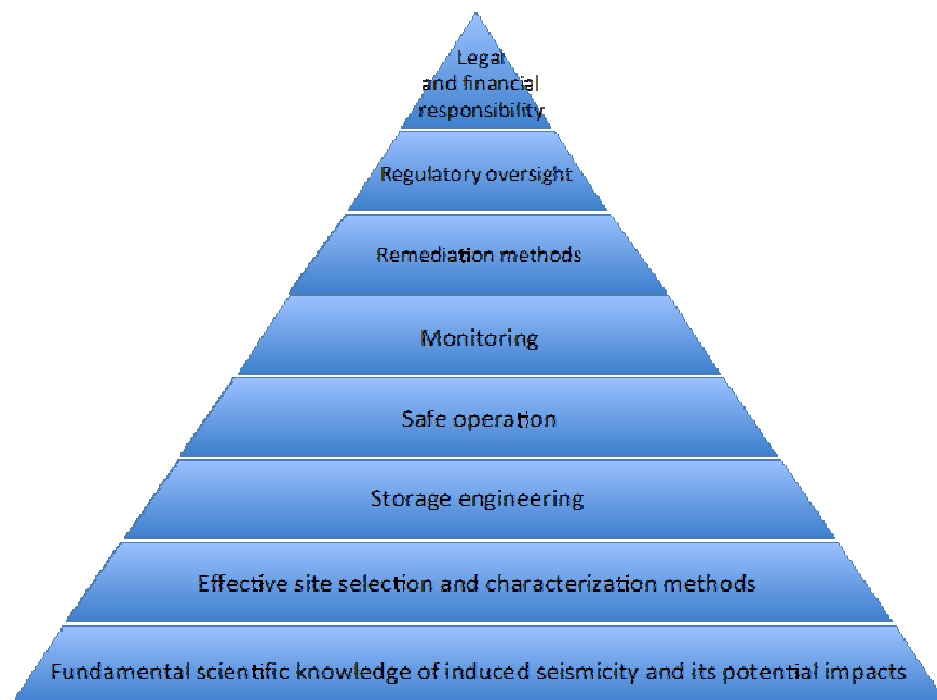 Legal
and financial
responsibility
Regulatory oversight
Remediation methods
Monitoring
Safe operation
Storage engineering
Effective site selection and characterization methods
Fundamental scientific knowledge of induced seismicity and its potential impacts